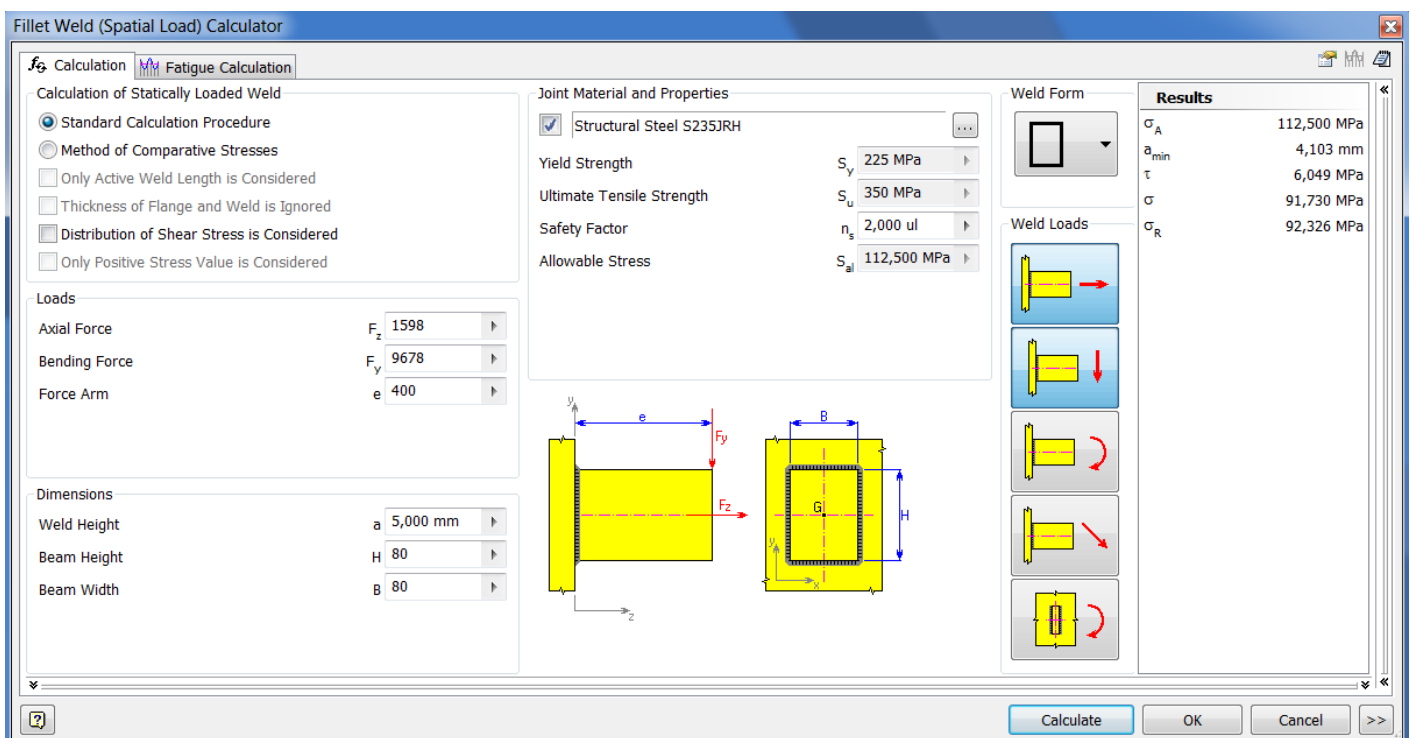 Fillet Weld (Spatial Load) Calculator
Calculation
Fatigue Calculation
Calculation of Statically Loaded Weld
Standard Calculation Procedure
Method of Comparative Stresses
Only Active Weld Length is Considered
Thickness of Flange and Weld is Ignored
Distribution of Shear Stress is Considered
Only Positive Stress Value is Considered
Loads
Axial Force Fz 1598
Bending Force Fy 9678
Force Arm e 400
Dimensions
Weld Height a 5,000 mm
Beam Height H 80
Beam Width B 80
Joint Material and Properties
Structural Steel S235JRH ...
Yield Strength Sy 225 MPa
Ultimate Tensile Strength Su 350 MPa
Safety Factor ns 2,000 ul
Allowable Stress Sal 112,500 MPa
y
e
Fy
Fz
z
B
G
H
y
x
Weld Form
Weld Loads
Results
σA 112,500 MPa
amin 4,103 mm
τ 6,049 MPa
σ 91,730 MPa
σR 92,326 MPa
?
Calculate
OK
Cancel
>>